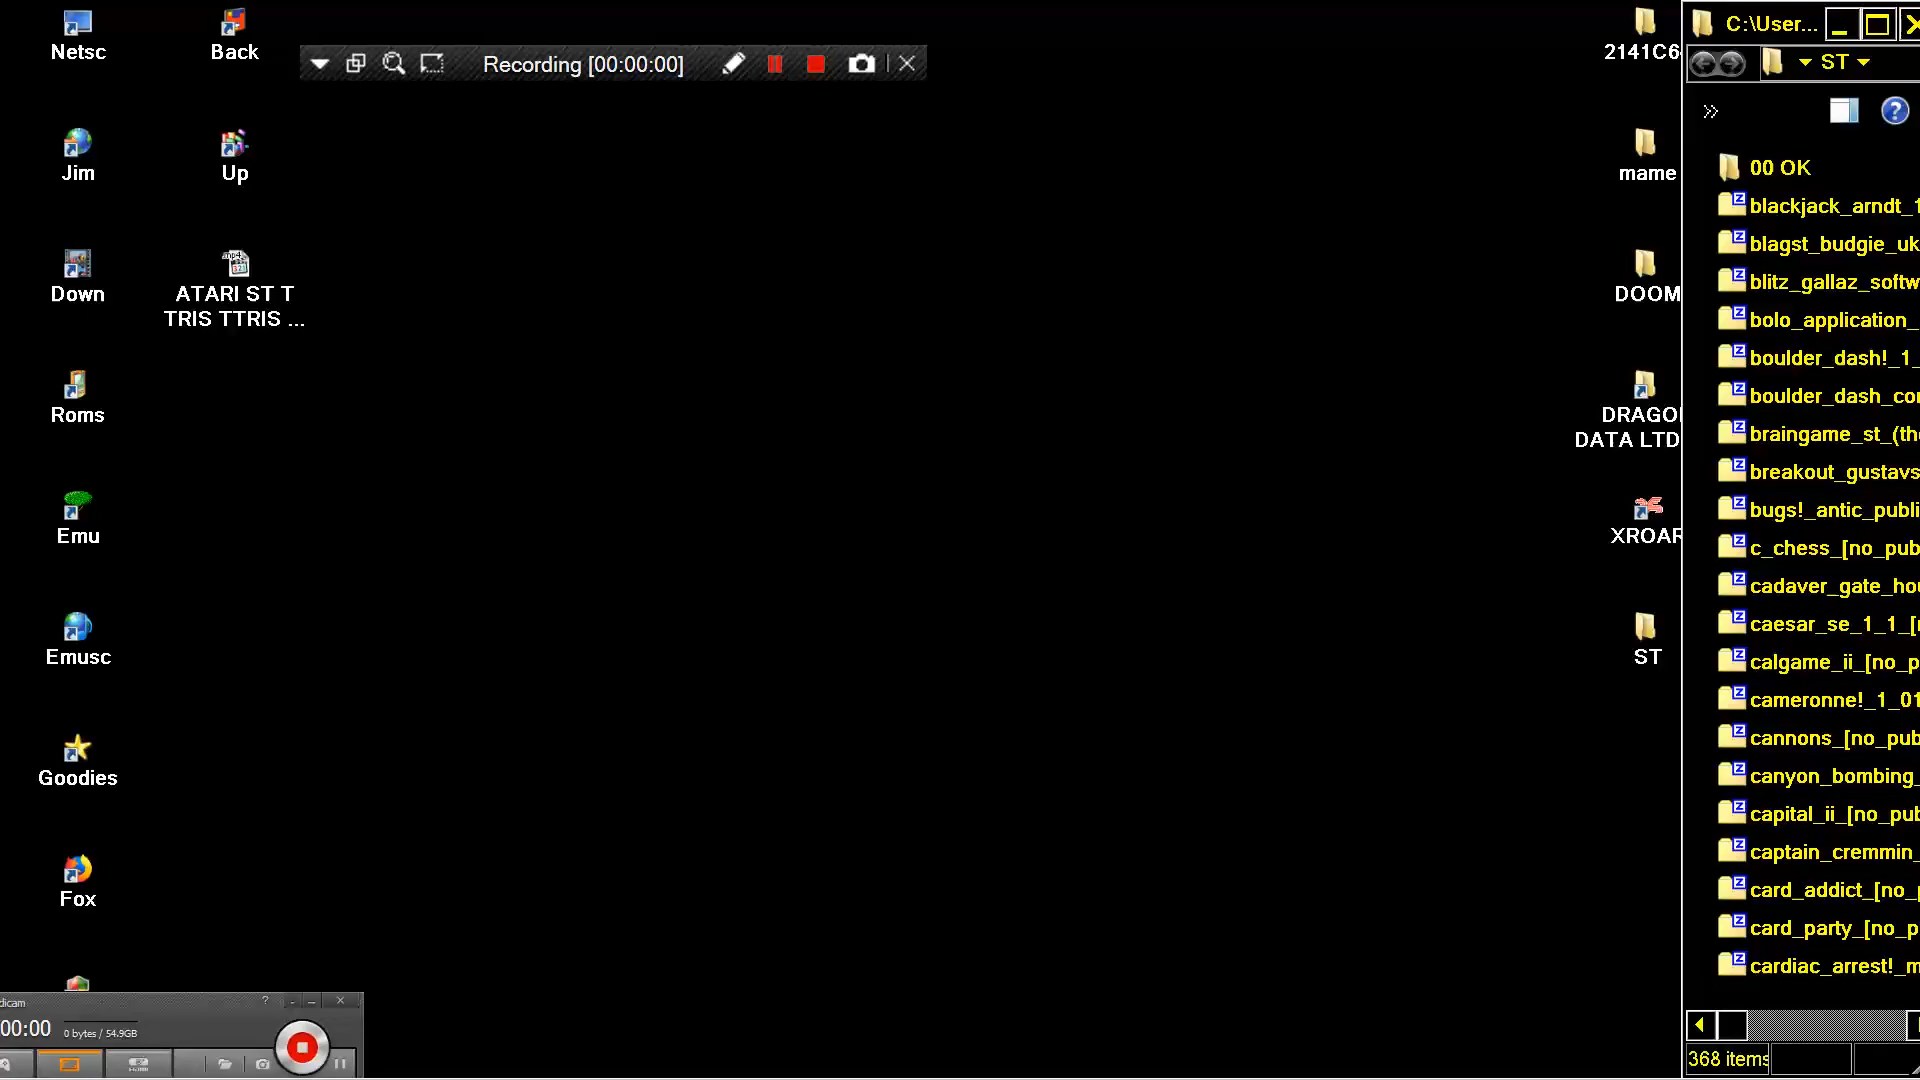 Netsc
Back
Recording [00:00:00]
2141C6
C:\User...
ST
Jim
Up
mame
Down
ATARI ST T
TRIS TTRIS ...
DOOM
Roms
DRAGO
DATA LTD
Emu
XROAR
Emusc
ST
Goodies
Fox
00 OK
blackjack_arndt_1
blagst_budgie_uk
blitz_gallaz_softw
bolo_application_
boulder_dash!_1_
boulder_dash_co
braingame_st_(the
breakout_gustavs
bugs!_antic_publi
c_chess_[no_pub
cadaver_gate_hou
caesar_se_1_1_[
calgame_ii_[no_p
cameronne!_1_01
cannons_[no_pub
canyon_bombing_
capital_ii_[no_pub
captain_cremmin_
card_addict_[no_p
card_party_[no_p
cardiac_arrest!_m
368 items
dicam
00:00
0 bytes / 54.9GB